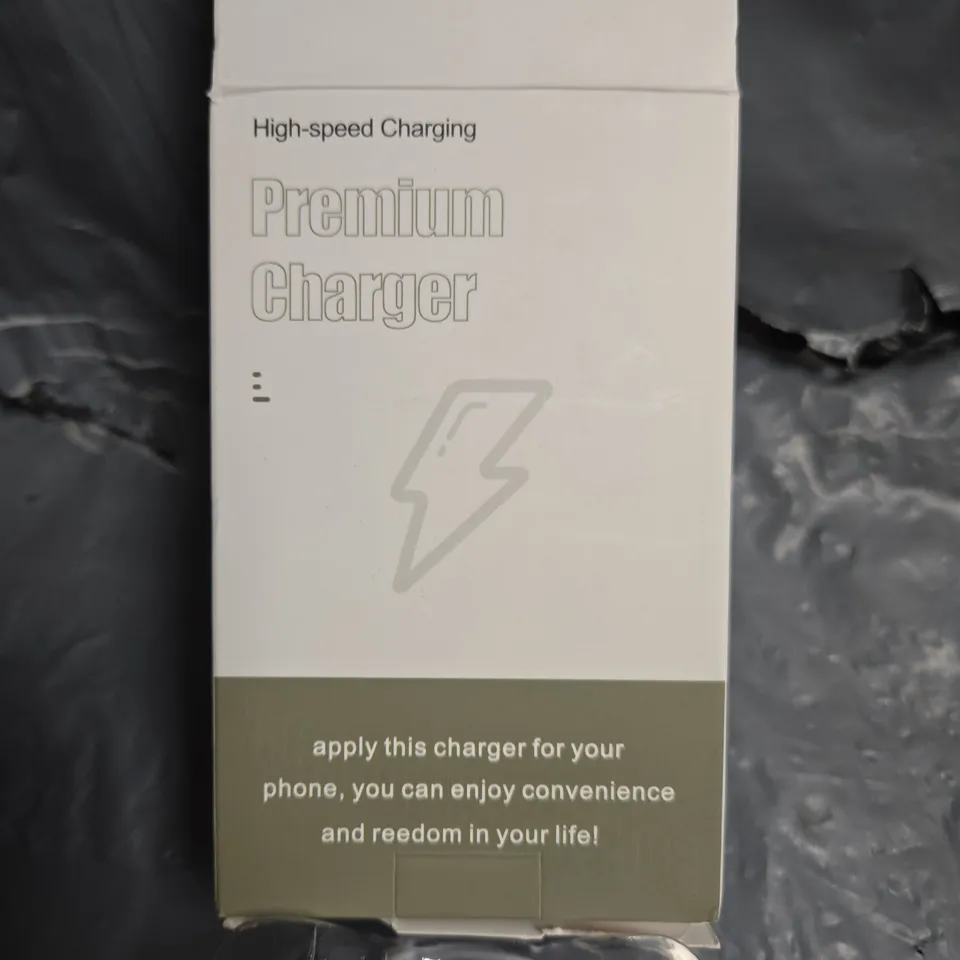 High-speed Charging
Premium
Charger
apply this charger for your
phone, you can enjoy convenience
and reedom in your life!